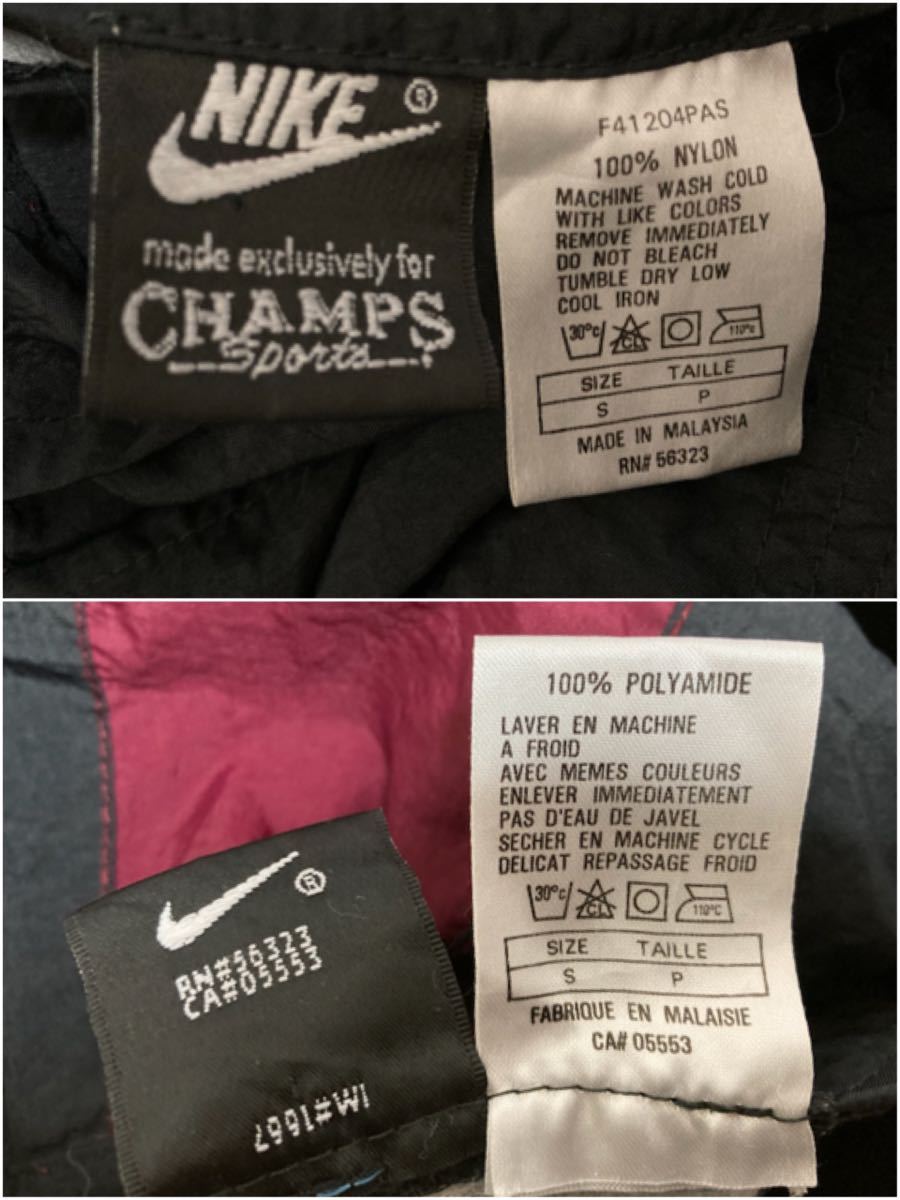 NIKE ®
made exclusively for
CHAMPS
Sports
F41204PAS
100% NYLON
MACHINE WASH COLD
WITH LIKE COLORS
REMOVE IMMEDIATELY
DO NOT BLEACH
TUMBLE DRY LOW
COOL IRON
30°c CL 110°c
SIZE TAILLE
S P
MADE IN MALAYSIA
RN# 56323
®
RN#56323
CA#05553
IM#1667
100% POLYAMIDE
LAVER EN MACHINE
A FROID
AVEC MEMES COULEURS
ENLEVER IMMEDIATEMENT
PAS D'EAU DE JAVEL
SECHER EN MACHINE CYCLE
DELICAT REPASSAGE FROID
30°c CL 110°C
SIZE TAILLE
S P
FABRIQUE EN MALAISIE
CA# 05553